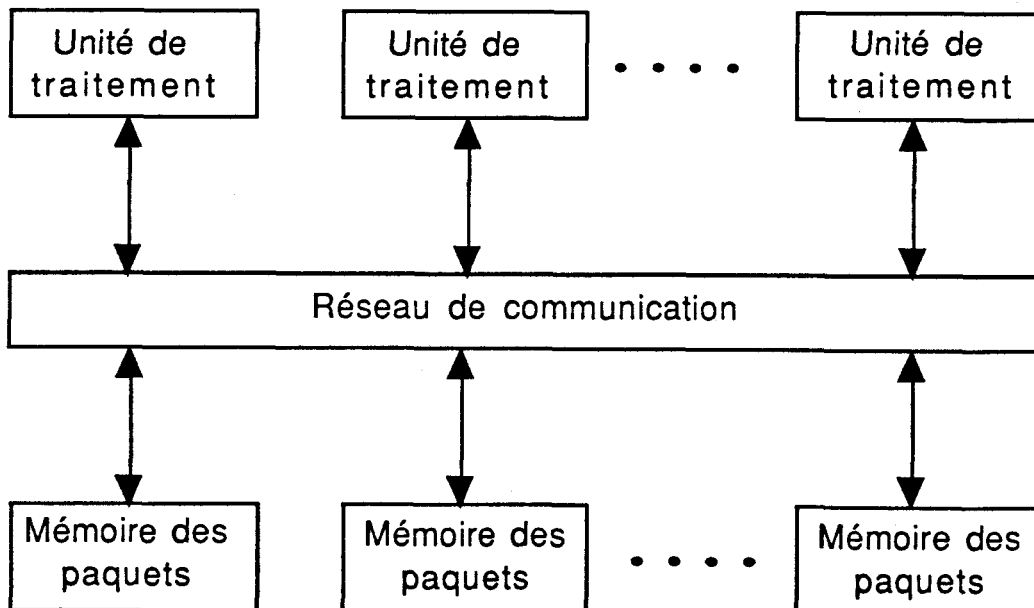 Unité de
traitement
Unité de
traitement
Unité de
traitement
Réseau de communication
Mémoire des
paquets
Mémoire des
paquets
Mémoire des
paquets